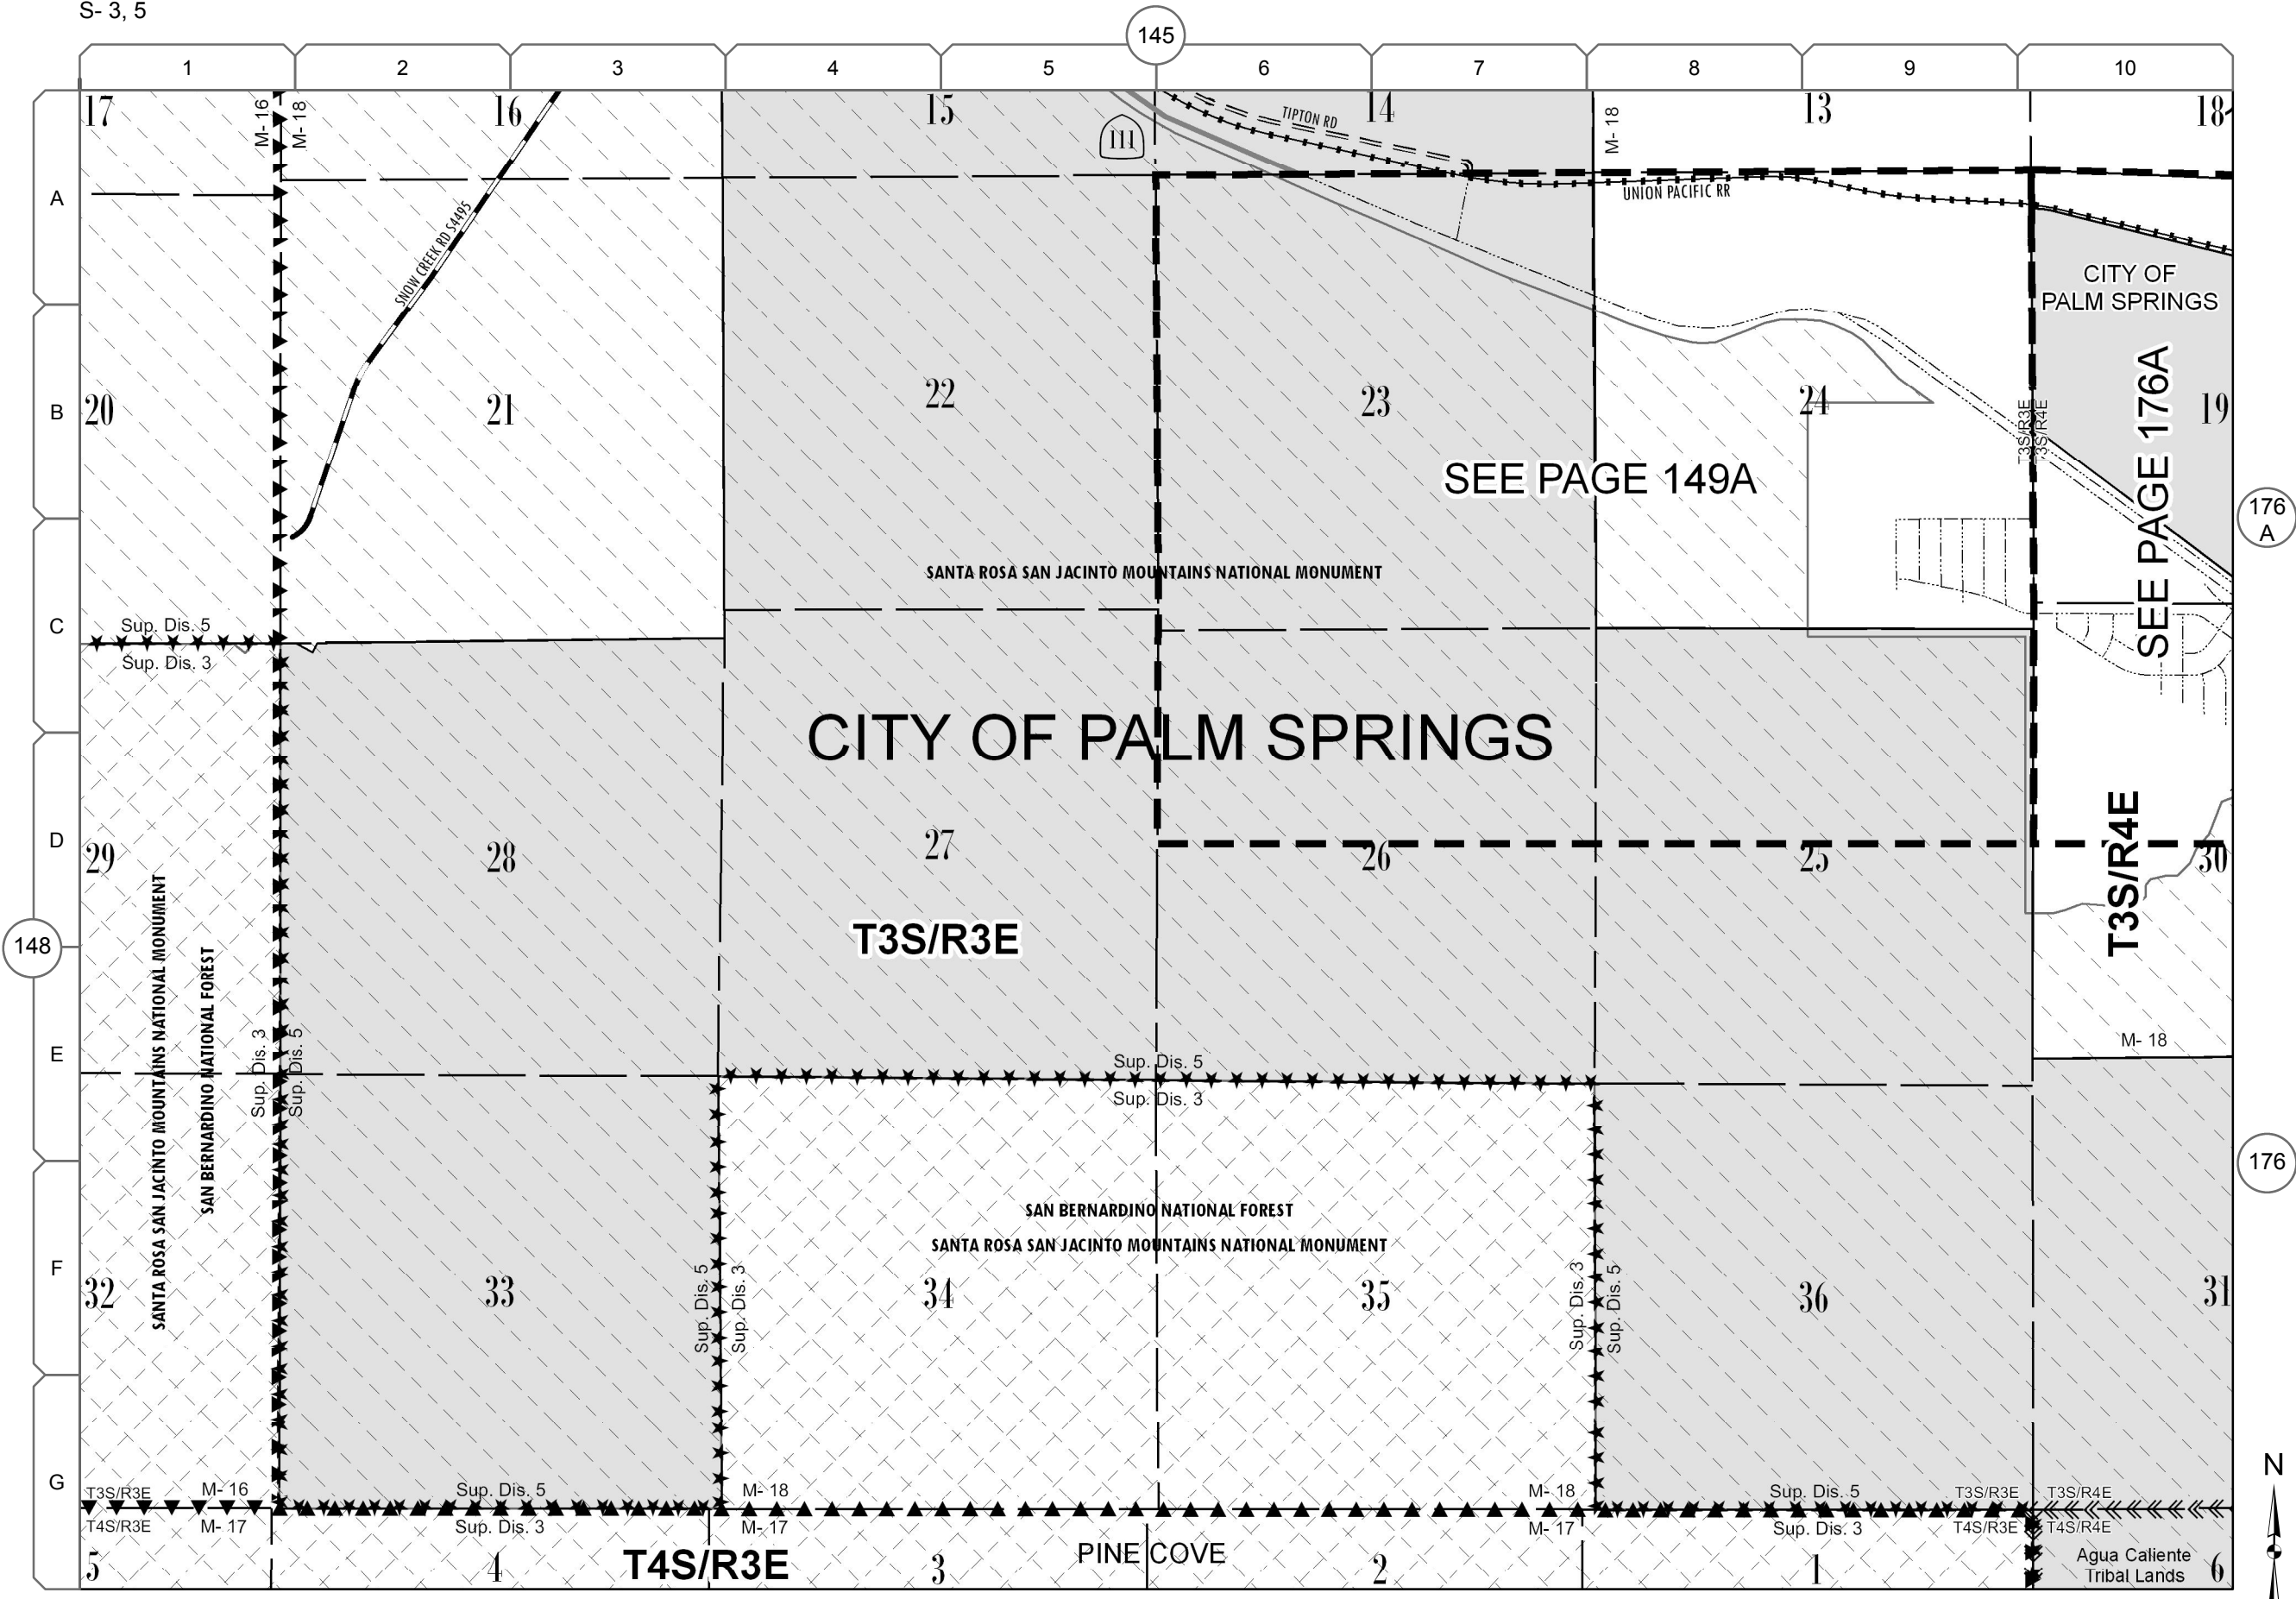 S- 3, 5
145
1 2 3 4 5 6 7 8 9 10
17
M- 16
M- 18
16
15
111
TIPTON RD
14
M- 18
13
18
A
SNOW CREEK RD S4495
UNION PACIFIC RR
CITY OF
PALM SPRINGS
B
20
21
22
23
24
T3S/R3E
T3S/R4E
19
SEE PAGE 149A
SEE PAGE 176A
176
A
SANTA ROSA SAN JACINTO MOUNTAINS NATIONAL MONUMENT
C
Sup. Dis. 5
Sup. Dis. 3
CITY OF PALM SPRINGS
D
29
28
27
26
25
30
T3S/R3E
T3S/R4E
148
SANTA ROSA SAN JACINTO MOUNTAINS NATIONAL MONUMENT
SAN BERNARDINO NATIONAL FOREST
E
Sup. Dis. 3
Sup. Dis. 5
Sup. Dis. 5
Sup. Dis. 3
M- 18
176
SAN BERNARDINO NATIONAL FOREST
SANTA ROSA SAN JACINTO MOUNTAINS NATIONAL MONUMENT
F
32
33
Sup. Dis. 5
Sup. Dis. 3
34
35
Sup. Dis. 3
Sup. Dis. 5
36
31
G
T3S/R3E
M- 16
Sup. Dis. 5
M- 18
M- 18
Sup. Dis. 5
T3S/R3E
T3S/R4E
N
T4S/R3E
M- 17
Sup. Dis. 3
M- 17
M- 17
Sup. Dis. 3
T4S/R3E
T4S/R4E
5
4
T4S/R3E
3
PINE COVE
2
1
Agua Caliente
Tribal Lands
6